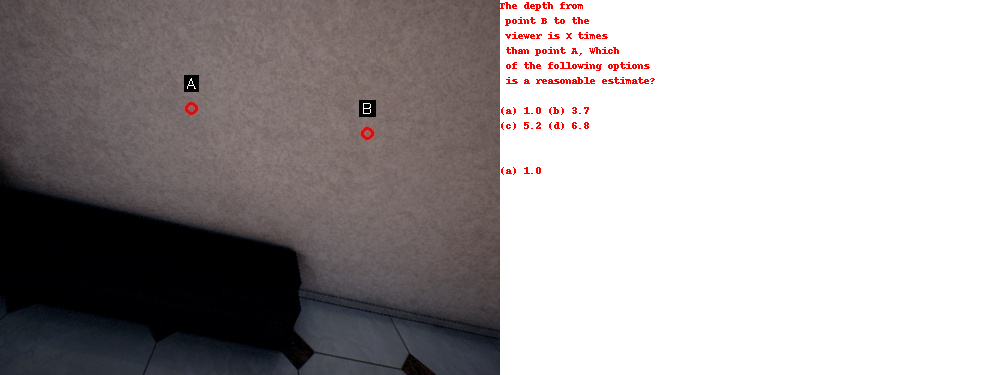 A
B
The depth from
point B to the
viewer is X times
than point A, Which
of the following options
is a reasonable estimate?
(a) 1.0 (b) 3.7
(c) 5.2 (d) 6.8
(a) 1.0